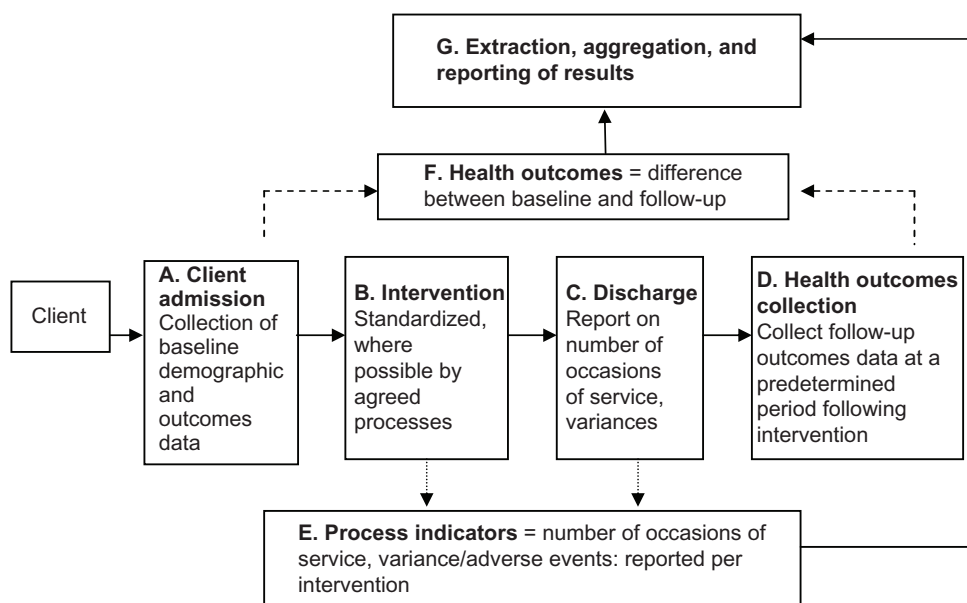 G. Extraction, aggregation, and
reporting of results
F. Health outcomes = difference
between baseline and follow-up
Client
A. Client
admission
Collection of
baseline
demographic
and
outcomes
data
B. Intervention
Standardized,
where
possible by
agreed
processes
C. Discharge
Report on
number of
occasions
of service,
variances
D. Health outcomes
collection
Collect follow-up
outcomes data at a
predetermined
period following
intervention
E. Process indicators = number of occasions of
service, variance/adverse events: reported per
intervention